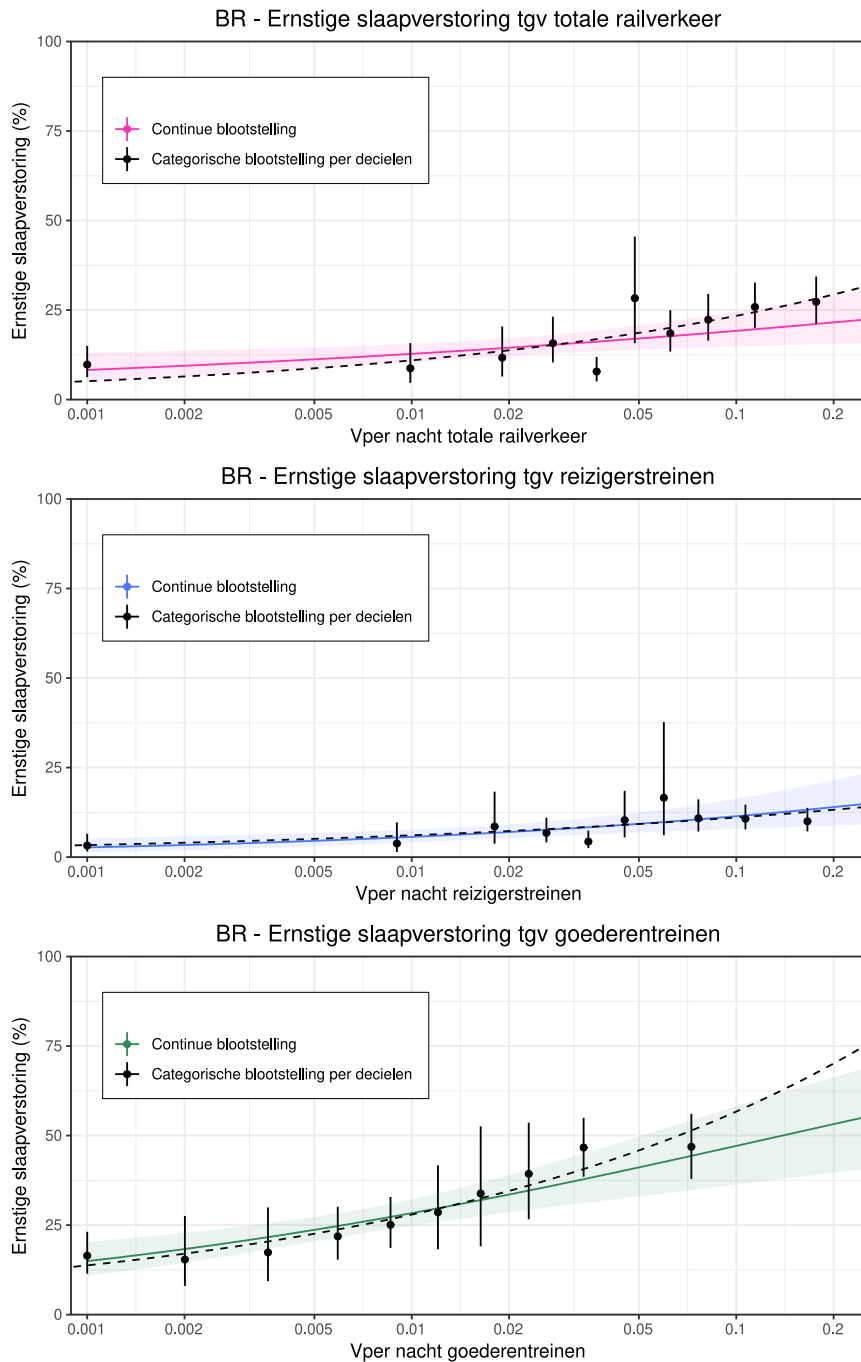 BR - Ernstige slaapverstoring tgv totale railverkeer
Ernstige slaapverstoring (%)
100
75
50
25
0
Continue blootstelling
Categorische blootstelling per decielen
0.001 0.002 0.005 0.01 0.02 0.05 0.1 0.2
Vper nacht totale railverkeer
BR - Ernstige slaapverstoring tgv reizigerstreinen
Ernstige slaapverstoring (%)
100
75
50
25
0
Continue blootstelling
Categorische blootstelling per decielen
0.001 0.002 0.005 0.01 0.02 0.05 0.1 0.2
Vper nacht reizigerstreinen
BR - Ernstige slaapverstoring tgv goederentreinen
Ernstige slaapverstoring (%)
100
75
50
25
0
Continue blootstelling
Categorische blootstelling per decielen
0.001 0.002 0.005 0.01 0.02 0.05 0.1 0.2
Vper nacht goederentreinen